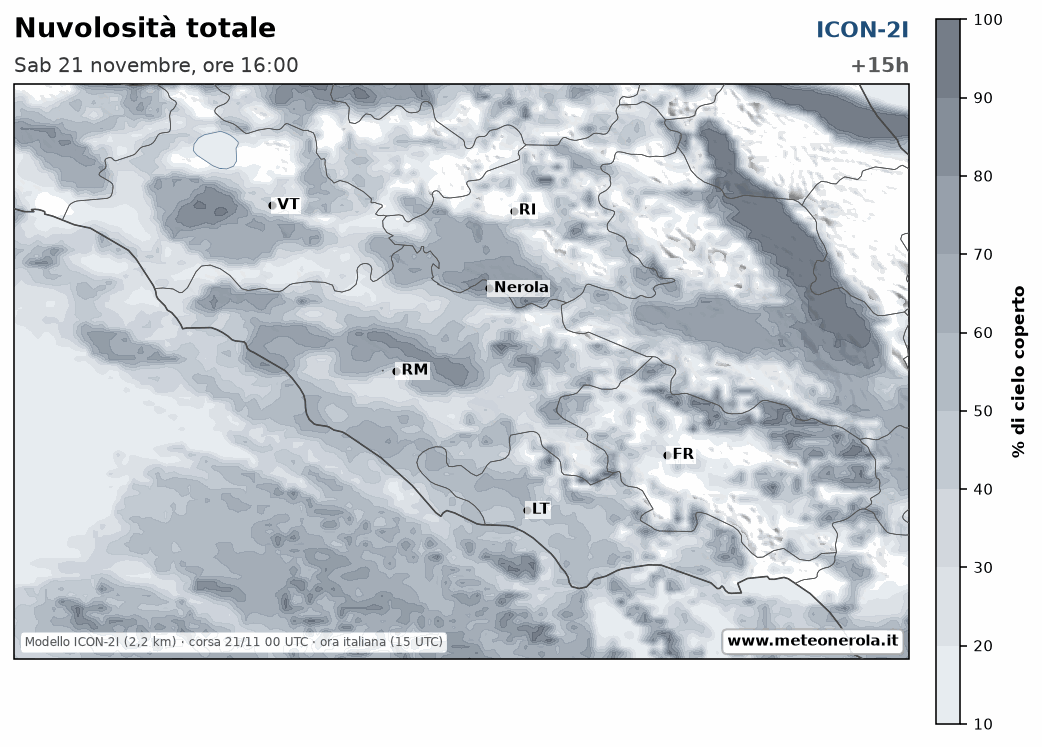 Nuvolosità totale
ICON-2I
Sab 21 novembre, ore 16:00
+15h
100
90
80
70
60
50
40
30
20
10
% di cielo coperto
VT
RI
Nerola
RM
FR
LT
Modello ICON-2I (2,2 km) · corsa 21/11 00 UTC · ora italiana (15 UTC)
www.meteonerola.it